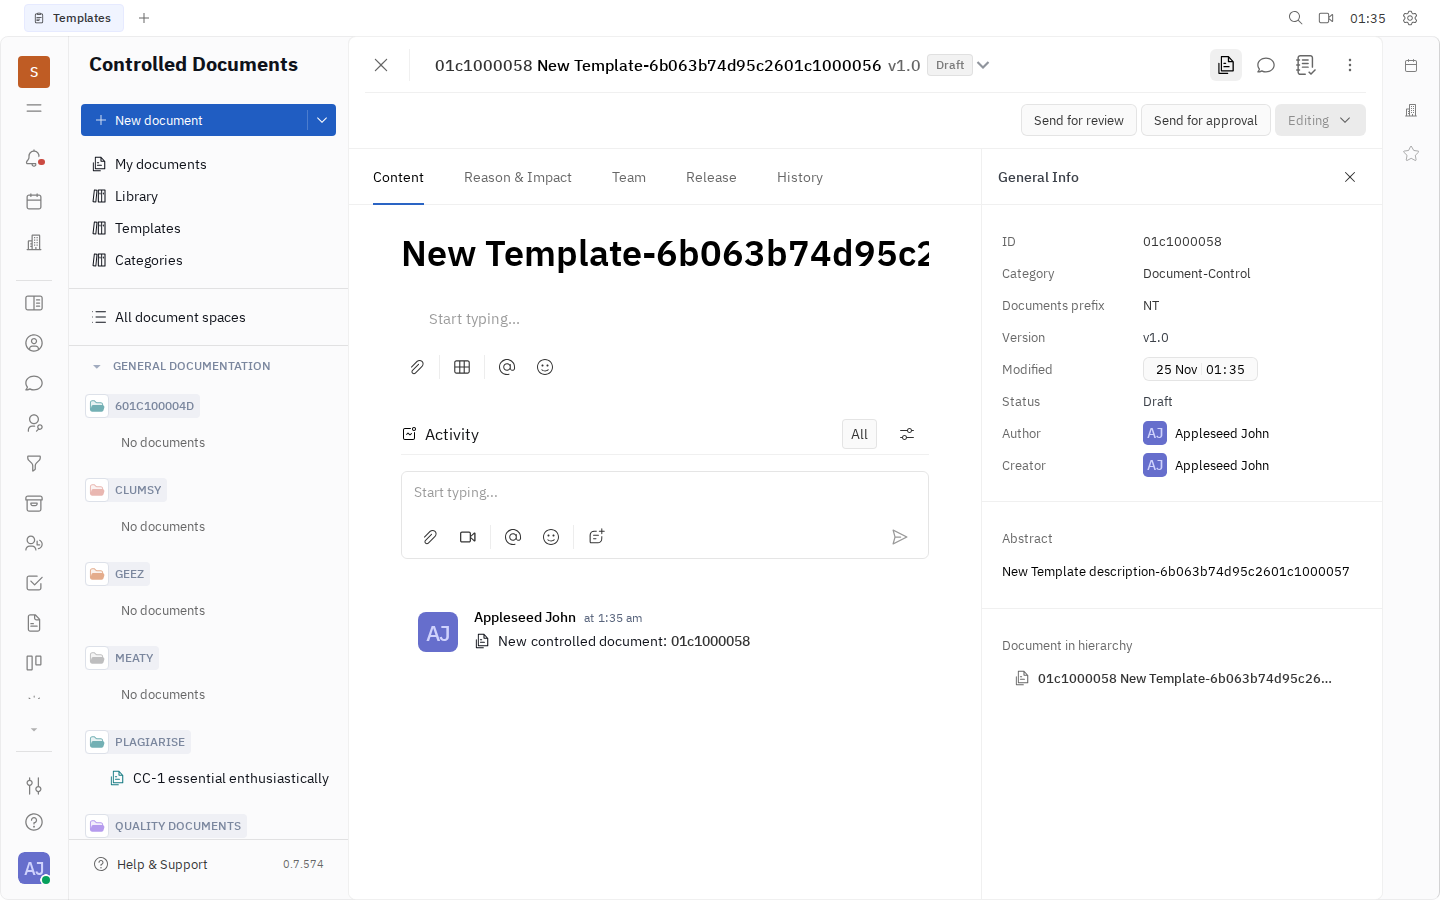 Templates
01:35
S
Controlled Documents
New document
My documents
Library
Templates
Categories
All document spaces
GENERAL DOCUMENTATION
601C100004D
No documents
CLUMSY
No documents
GEEZ
No documents
MEATY
No documents
PLAGIARISE
CC-1 essential enthusiastically
QUALITY DOCUMENTS
Help & Support 0.7.574
AJ
01c1000058 New Template-6b063b74d95c2601c1000056 v1.0 Draft
Send for review Send for approval Editing
Content Reason & Impact Team Release History
New Template-6b063b74d95c2
Start typing...
Activity All
Start typing...
AJ
Appleseed John at 1:35 am
New controlled document: 01c1000058
General Info
ID 01c1000058
Category Document-Control
Documents prefix NT
Version v1.0
Modified 25 Nov 01:35
Status Draft
Author AJ Appleseed John
Creator AJ Appleseed John
Abstract
New Template description-6b063b74d95c2601c1000057
Document in hierarchy
01c1000058 New Template-6b063b74d95c26...